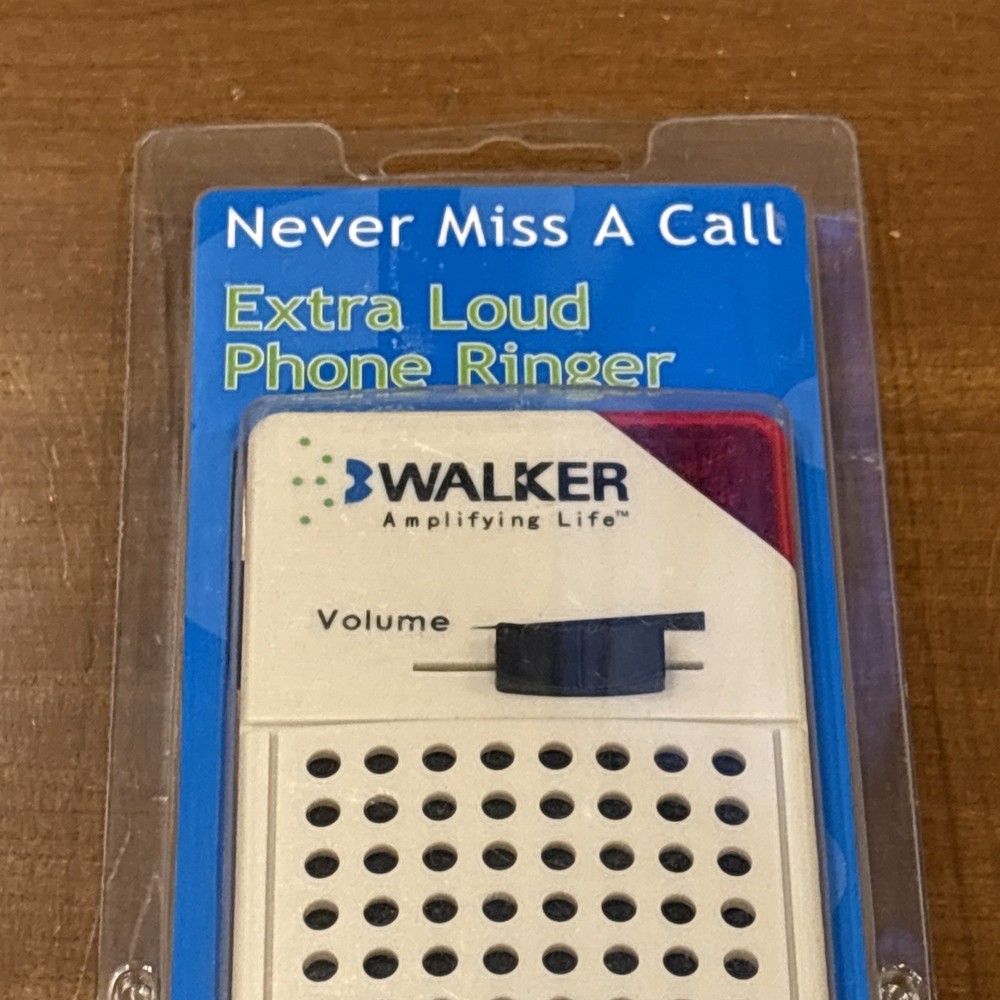 Never Miss A Call
Extra Loud
Phone Ringer
WALKER
Amplifying Life™
Volume